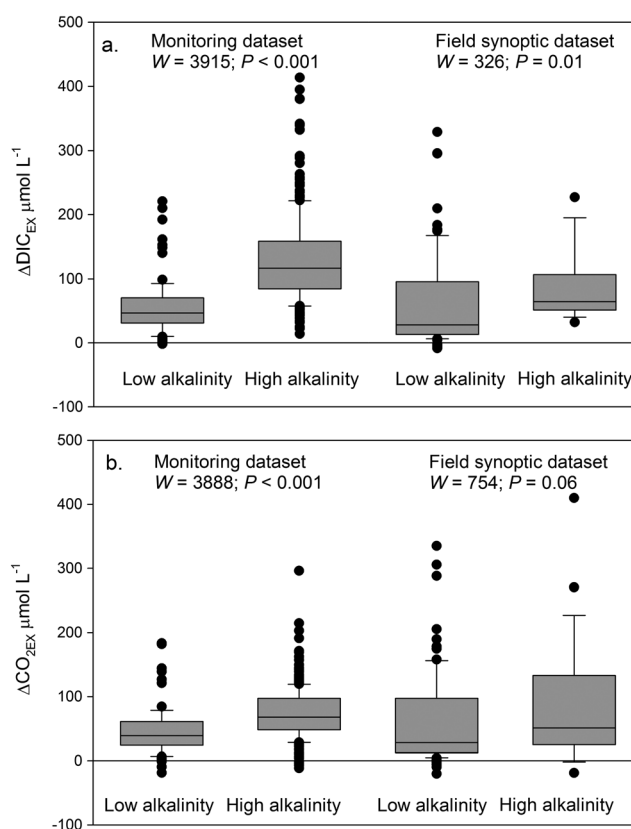 a.
Monitoring dataset
W = 3915; P < 0.001
Field synoptic dataset
W = 326; P = 0.01
ΔDIC_EX μmol L⁻¹
500
400
300
200
100
0
-100
Low alkalinity High alkalinity Low alkalinity High alkalinity
b.
Monitoring dataset
W = 3888; P < 0.001
Field synoptic dataset
W = 754; P = 0.06
ΔCO₂EX μmol L⁻¹
500
400
300
200
100
0
-100
Low alkalinity High alkalinity Low alkalinity High alkalinity